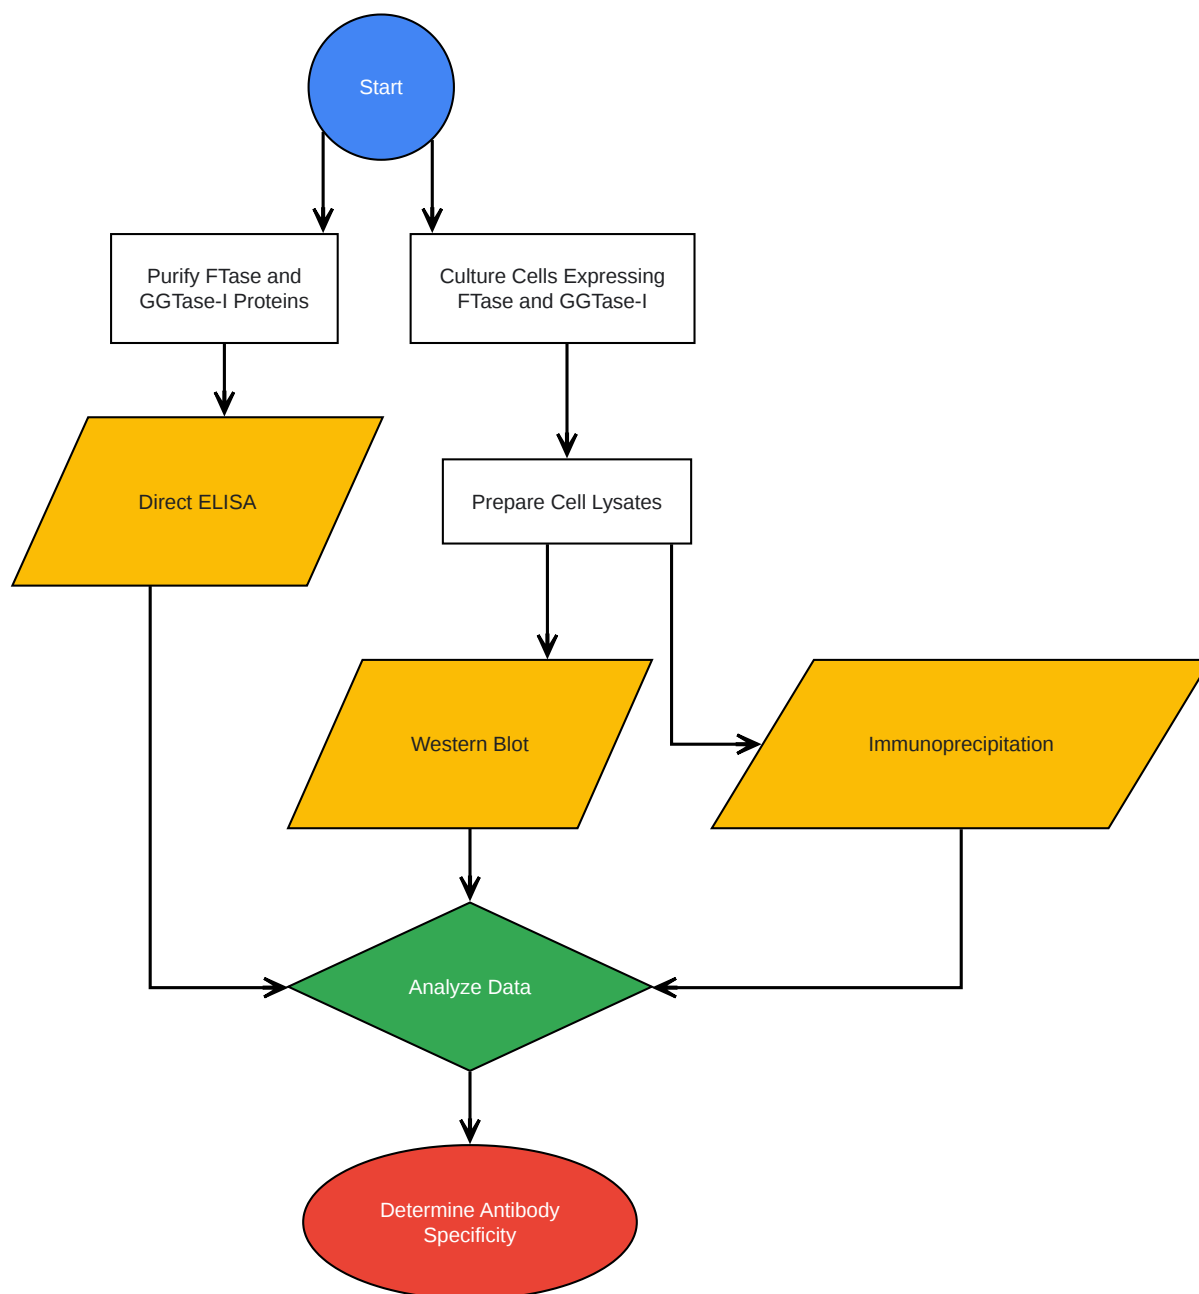 Start
Purify FTase and
GGTase-I Proteins
Culture Cells Expressing
FTase and GGTase-I
Direct ELISA
Prepare Cell Lysates
Western Blot
Immunoprecipitation
Analyze Data
Determine Antibody
Specificity